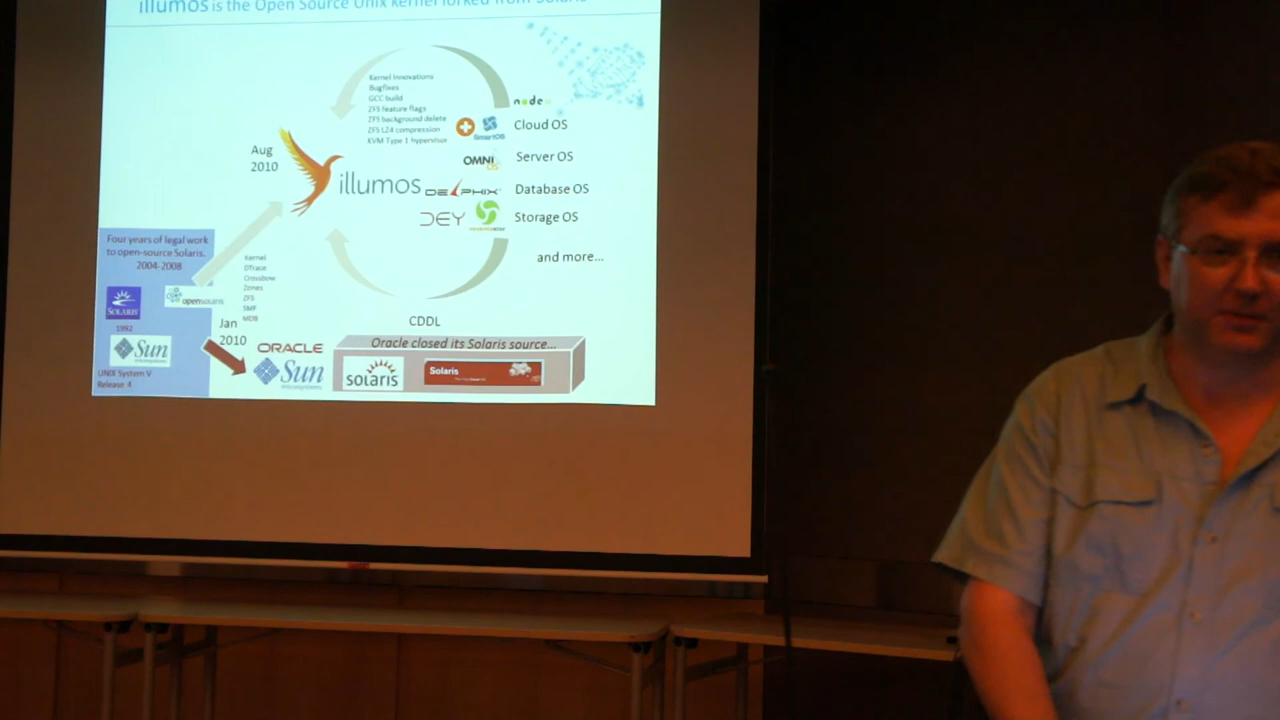 illumos is the Open Source Unix kernel forked from Solaris
Kernel Innovations
Bugfixes
GCC build
ZFS feature flags
ZFS background delete
ZFS LZ4 compression
KVM Type 1 hypervisor
node
SmartOS
Cloud OS
OMNI
OS
Server OS
DELPHIX
Database OS
DEY
Storage OS
and more...
Aug
2010
illumos
Four years of legal work
to open-source Solaris.
2004-2008
SOLARIS
1992
Sun
microsystems
UNIX System V
Release 4
opensolaris
Kernel
DTrace
Crossbow
Zones
ZFS
SMF
MDB
Jan
2010
ORACLE
Sun
microsystems
CDDL
Oracle closed its Solaris source...
solaris
Solaris